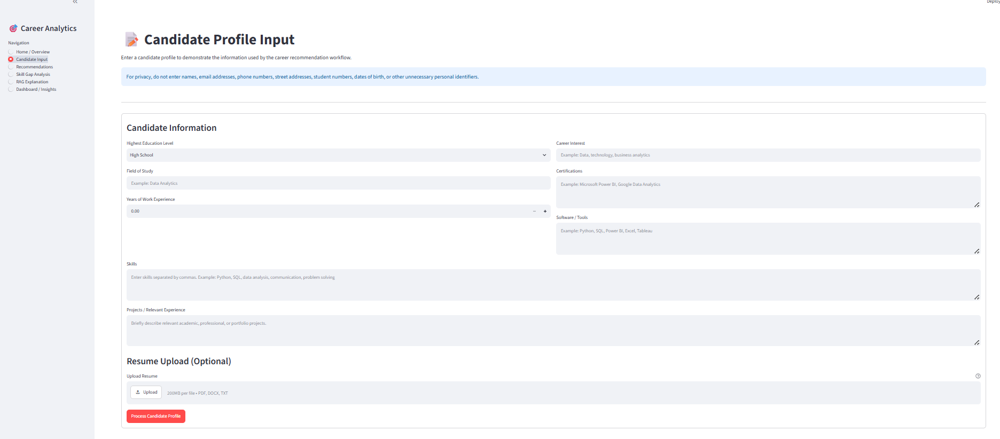 Deploy
Career Analytics
Navigation
Home / Overview
Candidate Input
Recommendations
Skill Gap Analysis
RAG Explanation
Dashboard / Insights
Candidate Profile Input
Enter a candidate profile to demonstrate the information used by the career recommendation workflow.
For privacy, do not enter names, email addresses, phone numbers, street addresses, student numbers, dates of birth, or other unnecessary personal identifiers.
Candidate Information
Highest Education Level
High School
Field of Study
Example: Data Analytics
Years of Work Experience
0.00
Career Interest
Example: Data, technology, business analytics
Certifications
Example: Microsoft Power BI, Google Data Analytics
Software / Tools
Example: Python, SQL, Power BI, Excel, Tableau
Skills
Enter skills separated by commas. Example: Python, SQL, data analysis, communication, problem solving
Projects / Relevant Experience
Briefly describe relevant academic, professional, or portfolio projects.
Resume Upload (Optional)
Upload Resume
Upload
200MB per file • PDF, DOCX, TXT
Process Candidate Profile